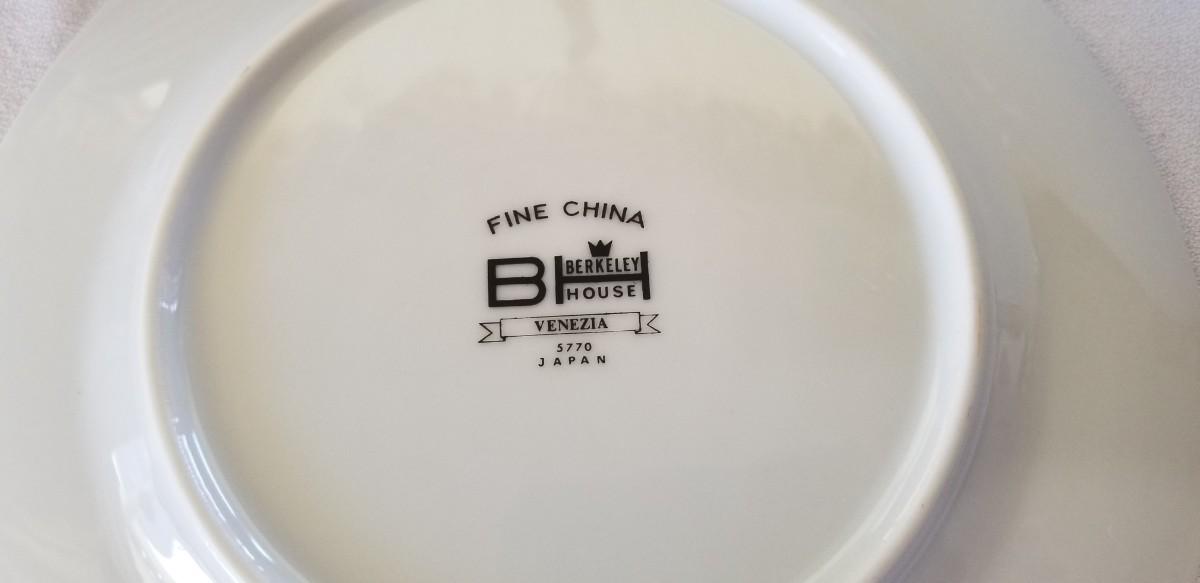 FINE CHINA
BH
BERKELEY
HOUSE
VENEZIA
5770
JAPAN